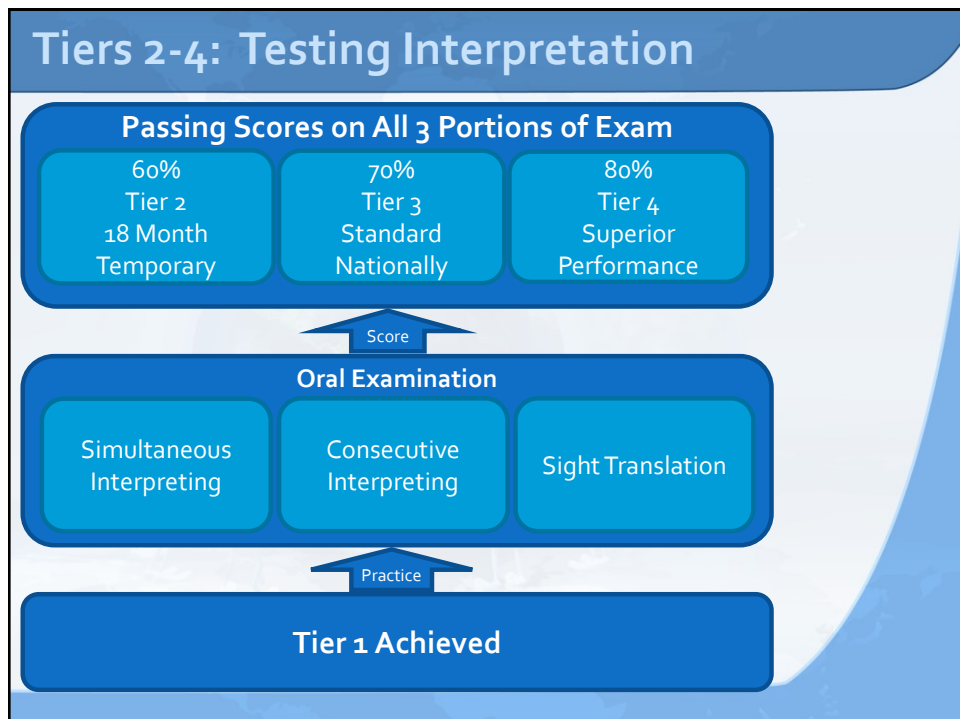 Tiers 2-4: Testing Interpretation
Passing Scores on All 3 Portions of Exam
60%
Tier 2
18 Month
Temporary
70%
Tier 3
Standard
Nationally
80%
Tier 4
Superior
Performance
Score
Oral Examination
Simultaneous
Interpreting
Consecutive
Interpreting
Sight Translation
Practice
Tier 1 Achieved